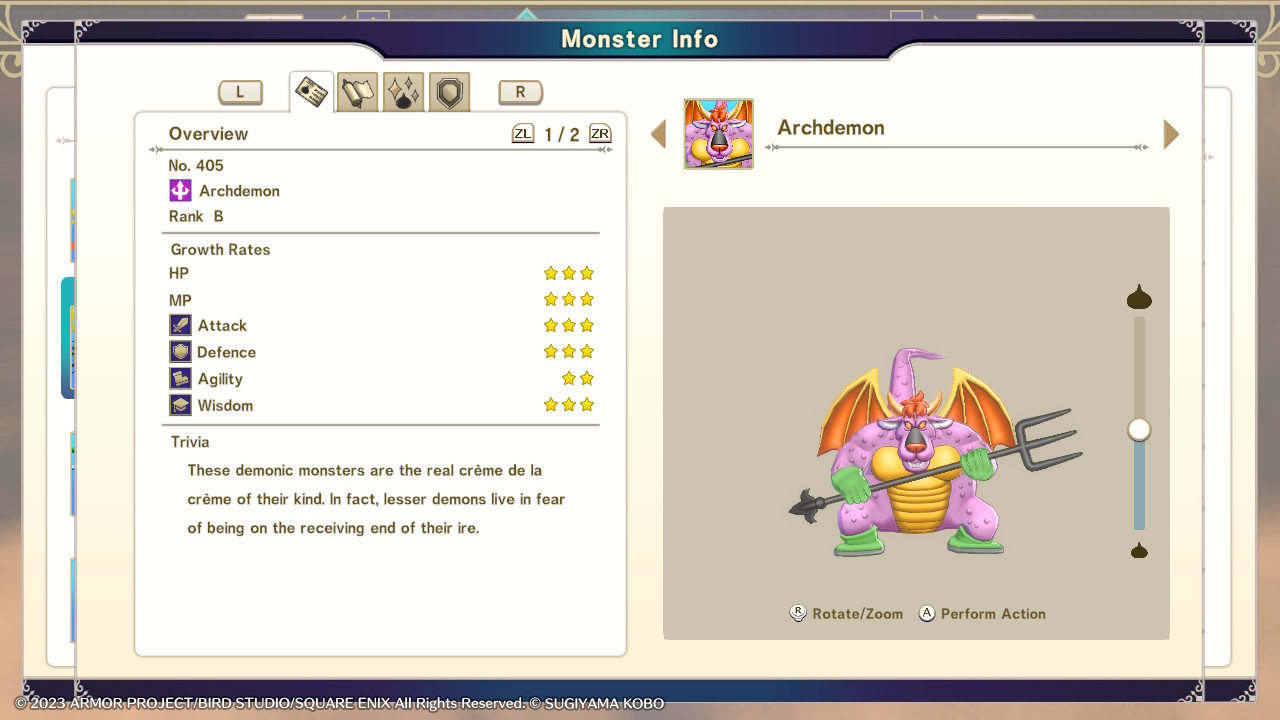 Monster Info
L
R
Overview
ZL 1 / 2 ZR
No. 405
Archdemon
Rank B
Growth Rates
HP
MP
Attack
Defence
Agility
Wisdom
Trivia
These demonic monsters are the real crème de la
crème of their kind. In fact, lesser demons live in fear
of being on the receiving end of their ire.
Archdemon
R Rotate/Zoom A Perform Action
© 2023 ARMOR PROJECT/BIRD STUDIO/SQUARE ENIX All Rights Reserved. © SUGIYAMA KOBO